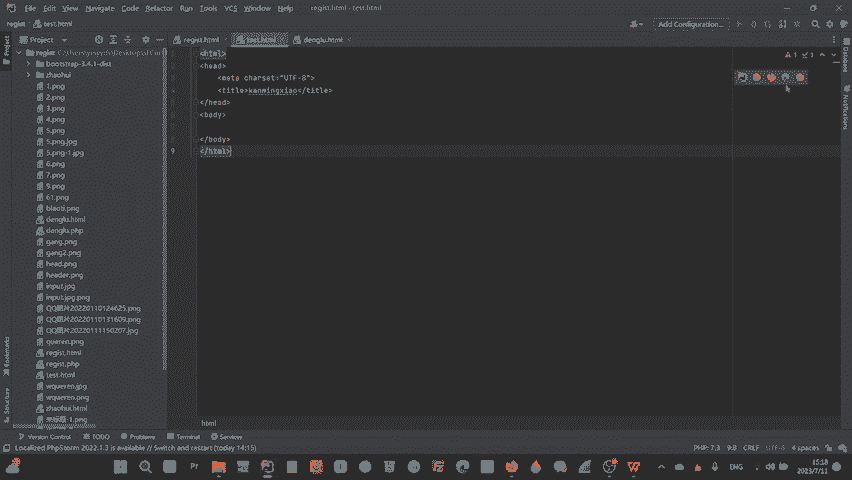 File Edit View Navigate Code Refactor Run Tools VCS Window Help regist.html - test.html
regist test.html
Add Configuration...
Project
regist.html test.html denglu.html
regist
bootstrap-3.4.1-dist
zhaohui
1.png
2.png
3.png
4.png
5.png
5.png.jpg
5.png-1.jpg
6.png
7.png
9.png
61.png
biaoti.png
denglu.html
denglu.php
gang.png
gang2.png
head.png
header.png
input.jpg
input.jpg.png
QQ图片20220110124625.png
QQ图片20220110131609.png
QQ图片20220111150207.jpg
queren.png
regist.html
regist.php
test.html
wqueren.jpg
wqueren.png
zhaohui.html
未标题-1.png
<html>
<head>
<meta charset="UTF-8">
<title>kanmingxiao</title>
</head>
<body>
</body>
9 </html>
1 1
Project
Bookmarks
Structure
Database
Notifications
html
Version Control TODO Problems Terminal Services
Localized PhpStorm 2022.1.3 is available // Switch and restart (today 14:15)
PHP: 7.3 9:8 CRLF UTF-8 4 spaces
Pr
ENG
15:18
2023/7/11